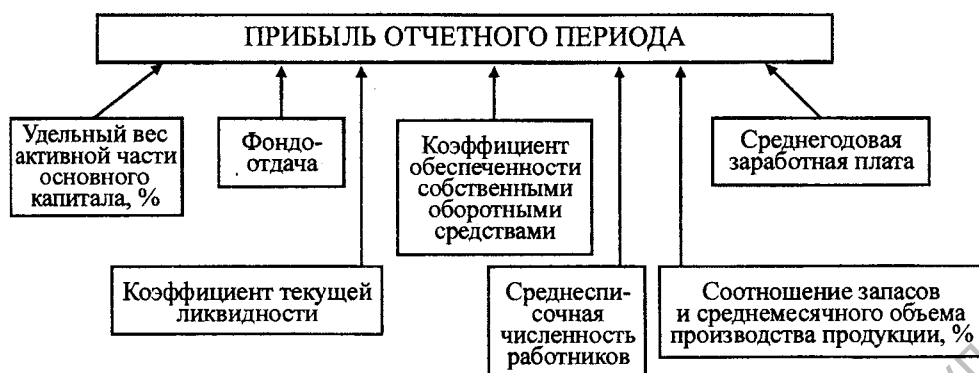 ПРИБЫЛЬ ОТЧЕТНОГО ПЕРИОДА
Удельный вес
активной части
основного
капитала, %
Фондо-
отдача
Коэффициент
обеспеченности
собственными
оборотными
средствами
Среднегодовая
заработная плата
Коэффициент текущей
ликвидности
Среднеспи-
сочная
численность
работников
Соотношение запасов
и среднемесячного объема
производства продукции, %